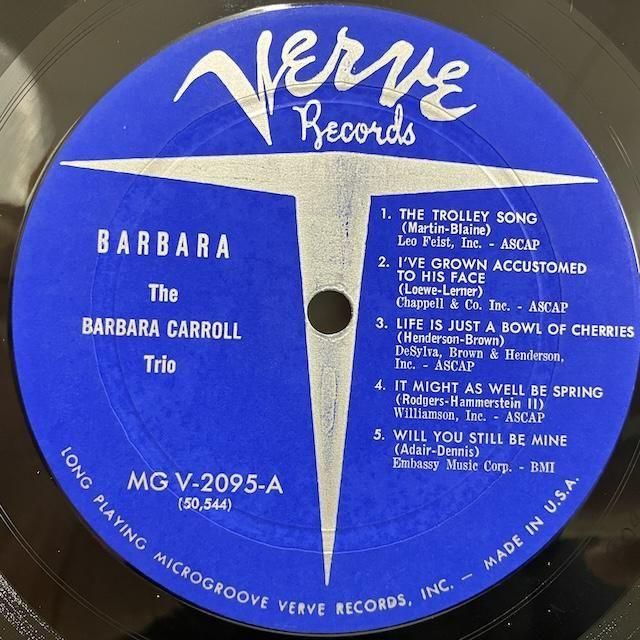 Verve
Records
BARBARA
The
BARBARA CARROLL
Trio
MG V-2095-A
(50,544)
1. THE TROLLEY SONG
(Martin-Blaine)
Leo Feist, Inc. - ASCAP
2. I'VE GROWN ACCUSTOMED
TO HIS FACE
(Loewe-Lerner)
Chappell & Co. Inc. - ASCAP
3. LIFE IS JUST A BOWL OF CHERRIES
(Henderson-Brown)
DeSylva, Brown & Henderson,
Inc. - ASCAP
4. IT MIGHT AS WELL BE SPRING
(Rodgers-Hammerstein II)
Williamson, Inc. - ASCAP
5. WILL YOU STILL BE MINE
(Adair-Dennis)
Embassy Music Corp. - BMI
LONG PLAYING MICROGROOVE VERVE RECORDS, INC. — MADE IN U.S.A.